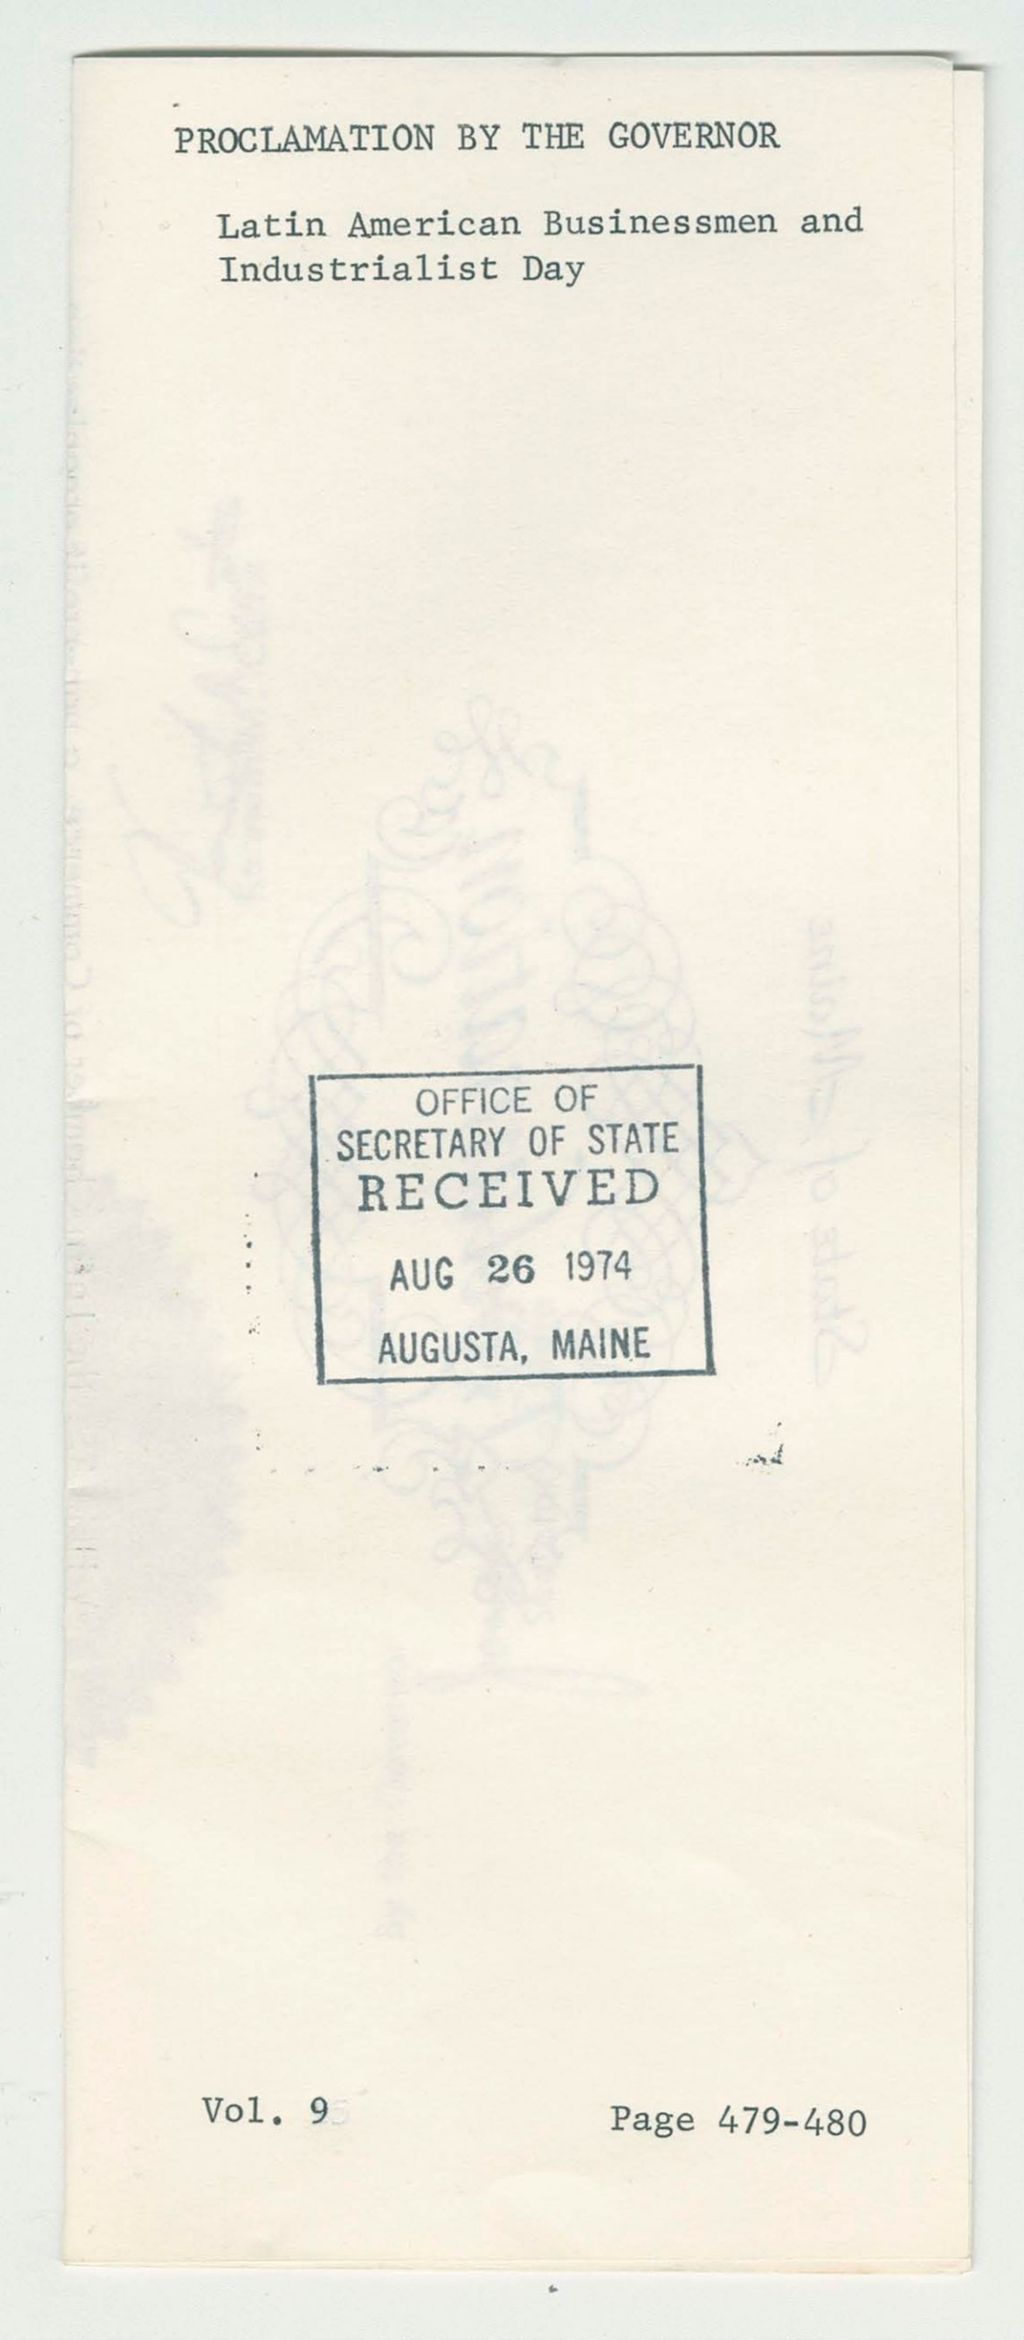 PROCLAMATION BY THE GOVERNOR
Latin American Businessmen and
Industrialist Day
OFFICE OF
SECRETARY OF STATE
RECEIVED
AUG 26 1974
AUGUSTA, MAINE
Vol. 9
Page 479-480